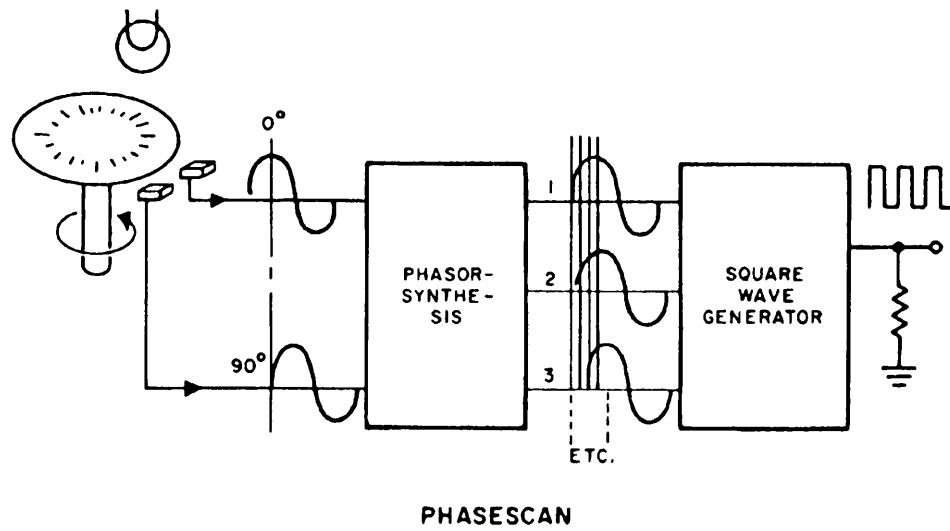 0°
90°
PHASOR-
SYNTHE-
SIS
1
2
3
ETC.
SQUARE
WAVE
GENERATOR
PHASESCAN